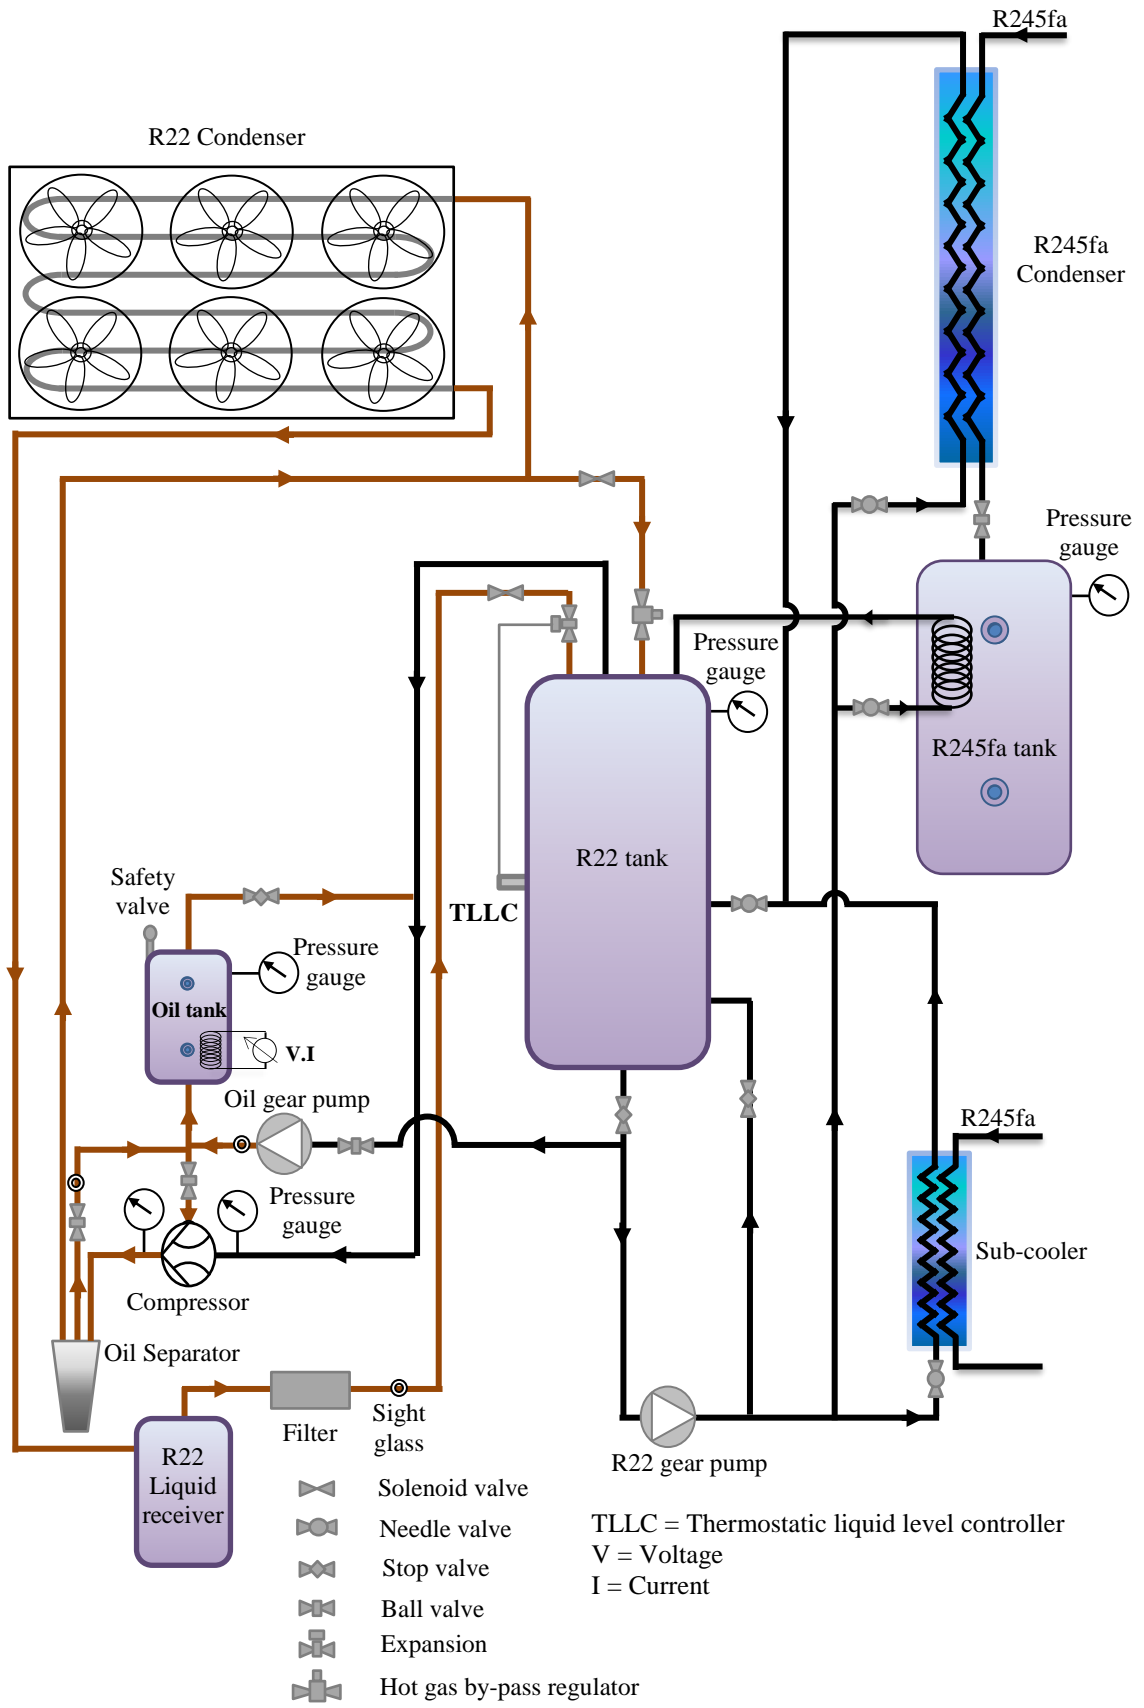 R245fa
R22 Condenser
R245fa
Condenser
Pressure
gauge
Pressure
gauge
R245fa tank
R22 tank
Safety
valve
TLLC
Pressure
gauge
Oil tank
V.I
Oil gear pump
R245fa
Pressure
gauge
Sub-cooler
Compressor
Oil Separator
Filter
Sight
glass
R22
Liquid
receiver
R22 gear pump
Solenoid valve
Needle valve
Stop valve
Ball valve
Expansion
Hot gas by-pass regulator
TLLC = Thermostatic liquid level controller
V = Voltage
I = Current